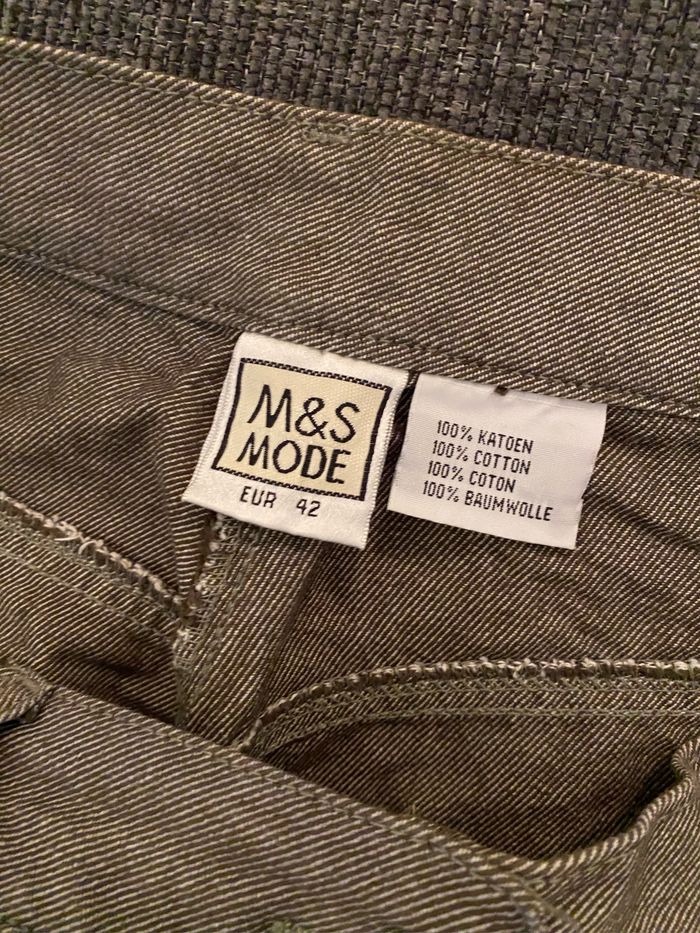 M&S
MODE
EUR 42
100% KATOEN
100% COTTON
100% COTON
100% BAUMWOLLE